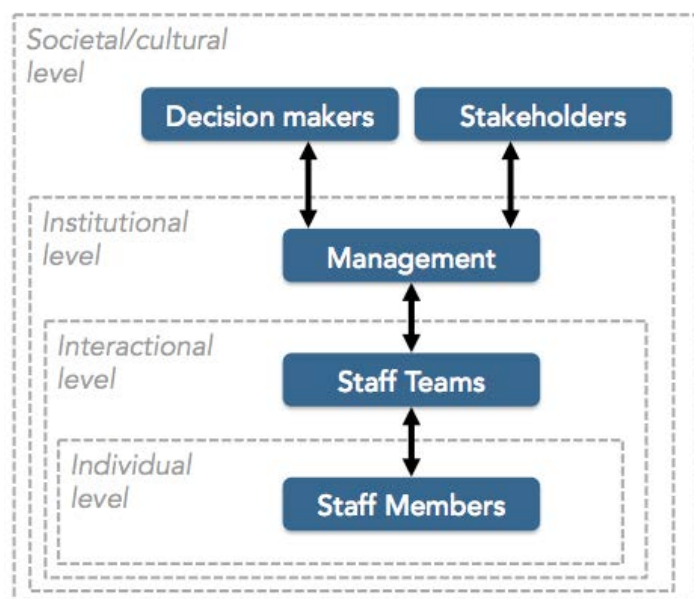 Societal/cultural
level
Decision makers
Stakeholders
Institutional
level
Management
Interactional
level
Staff Teams
Individual
level
Staff Members